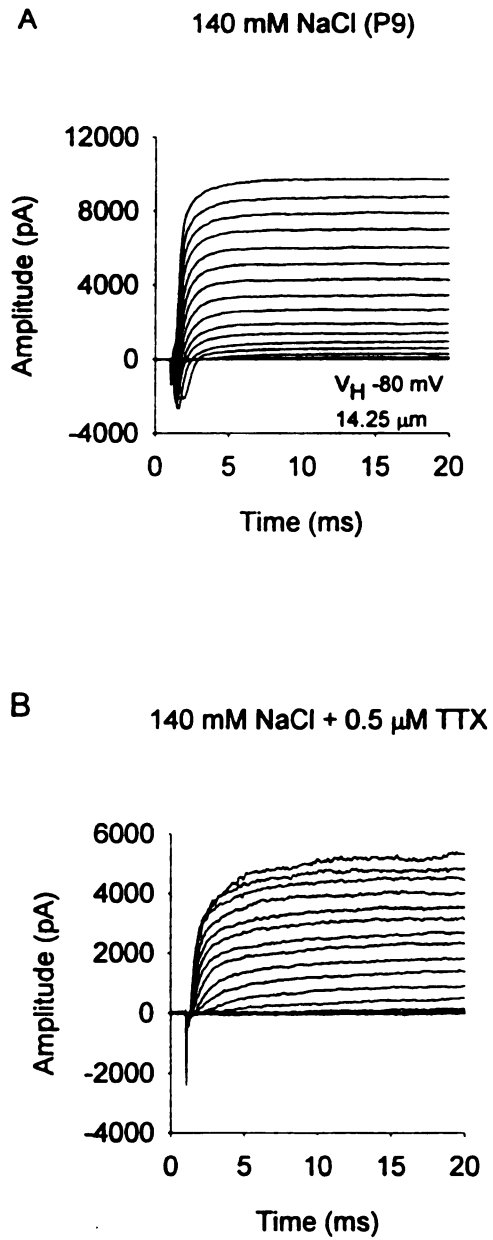 A
140 mM NaCl (P9)
12000
8000
4000
0
-4000
Amplitude (pA)
VH -80 mV
14.25 µm
0 5 10 15 20
Time (ms)
B
140 mM NaCl + 0.5 µM TTX
6000
4000
2000
0
-2000
-4000
Amplitude (pA)
0 5 10 15 20
Time (ms)